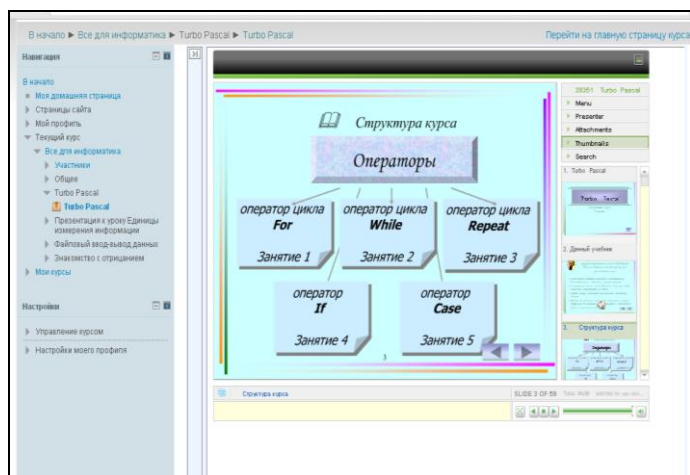 В начало ► Все для информатика ► Turbo Pascal ► Turbo Pascal
Перейти на главную страницу курса
Навигация
В начало
Моя домашняя страница
Страницы сайта
Мой профиль
Текущий курс
Все для информатика
Участники
Общее
Turbo Pascal
Turbo Pascal
Презентация к уроку Единицы
измерения информации
Файловый ввод-вывод данных
Знакомство с отрицанием
Мои курсы
Настройки
Управление курсом
Настройки моего профиля
Структура курса
Операторы
оператор цикла
For
Занятие 1
оператор цикла
While
Занятие 2
оператор цикла
Repeat
Занятие 3
оператор
If
Занятие 4
оператор
Case
Занятие 5
3
Структура курса
SLIDE 3 OF 59
Turbo Pascal
Menu
Presenter
Attachments
Thumbnails
Search
1. Turbo Pascal
Turbo Pascal
2. Данный учебник
3. Структура курса